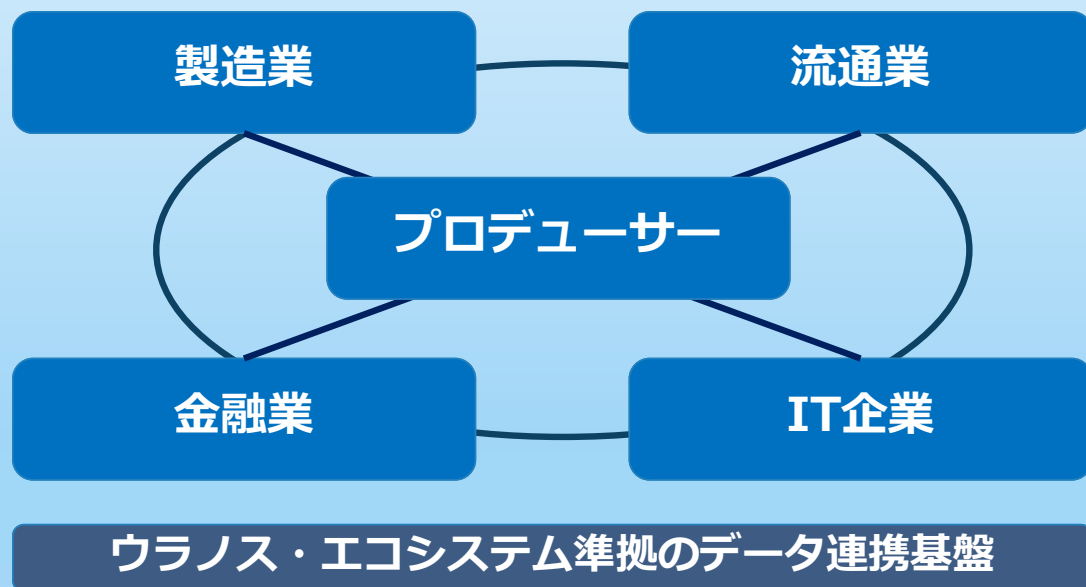 製造業
流通業
プロデューサー
金融業
IT企業
ウラノス・エコシステム準拠のデータ連携基盤